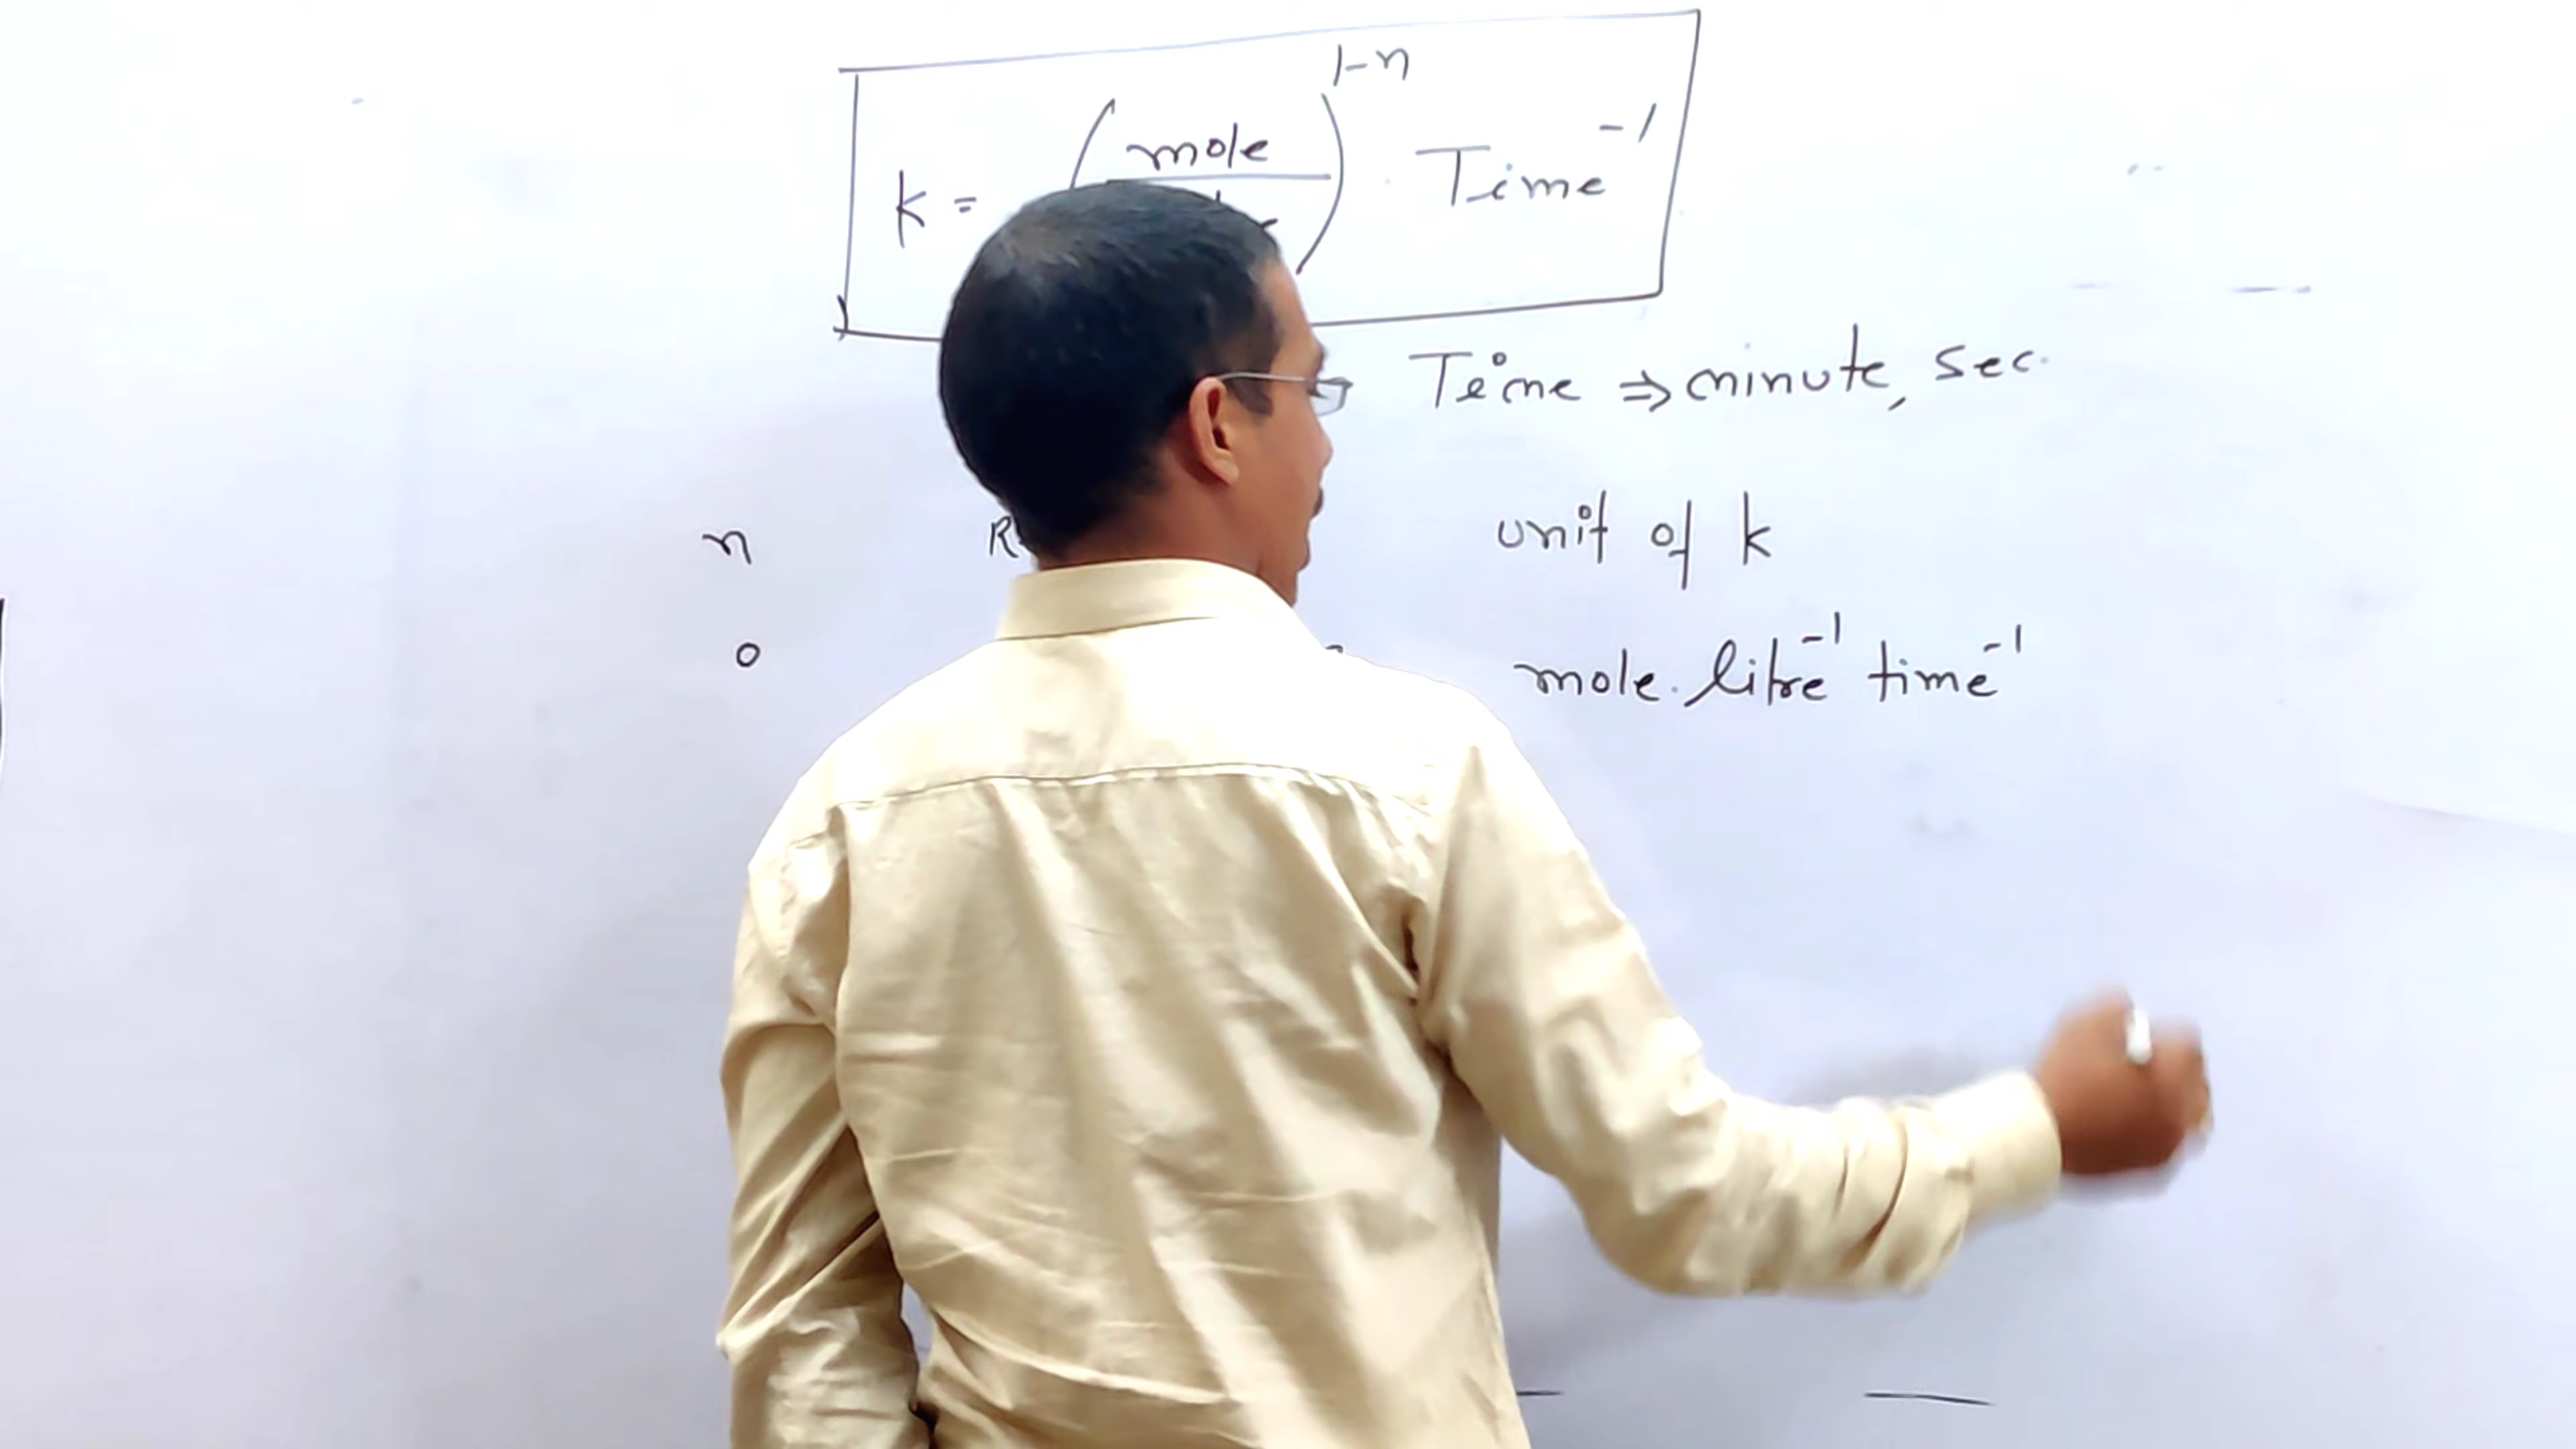 k = (mole)^1-n Time^-1
Time ⇒ minute, sec.
n unit of k
0 mole. litre^-1 time^-1